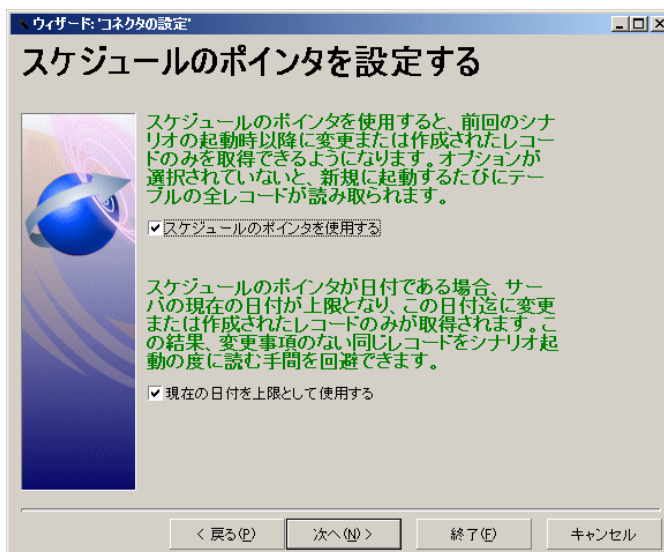 ウィザード: 'コネクタの設定'
スケジュールのポインタを設定する
スケジュールのポインタを使用すると、前回のシナ
リオの起動時以降に変更または作成されたレコー
ドのみを取得できるようになります。オプションが
選択されていないと、新規に起動するたびにテー
ブルの全レコードが読み取られます。
スケジュールのポインタを使用する
スケジュールのポインタが日付である場合、サー
バの現在の日付が上限となり、この日付迄に変更
または作成されたレコードのみが取得されます。こ
の結果、変更事項のない同じレコードをシナリオ起
動の度に読む手間を回避できます。
現在の日付を上限として使用する
< 戻る(P) 次へ(N) > 終了(F) キャンセル